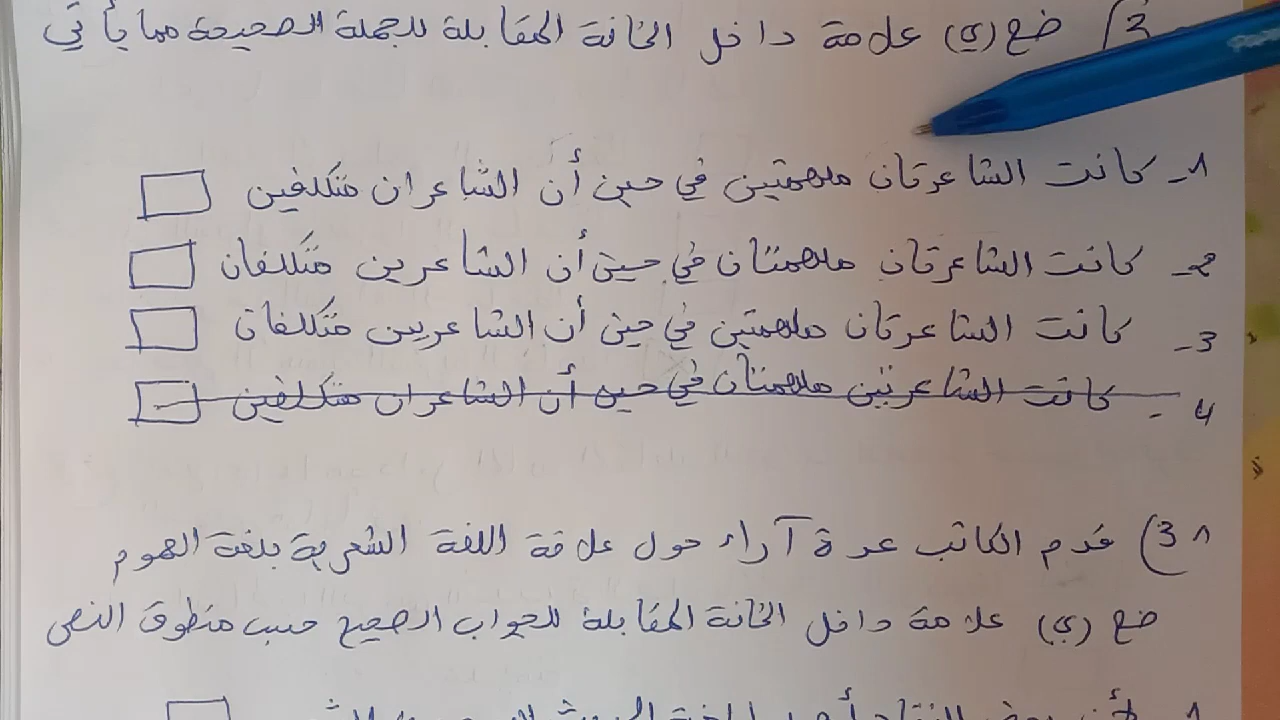 3) ضع (ي) علامة داخل الخانة المقابلة للجملة الصحيحة مما يأتي
1- كانت الشاعرتان ملهمتين في حين أن الشاعران متكلفين
2- كانت الشاعرتان ملهمتان في حين أن الشاعرين متكلفان
3- كانت الشاعرتان ملهمتين في حين أن الشاعرين متكلفان
4- كانت الشاعرتين ملهمتان في حين أن الشاعران متكلفين
13) قدم الكاتب عدة آراء حول علاقة اللغة الشعرية بلغة العموم
ضع (ي) علامة داخل الخانة المقابلة للجواب الصحيح حسب منطوق النص